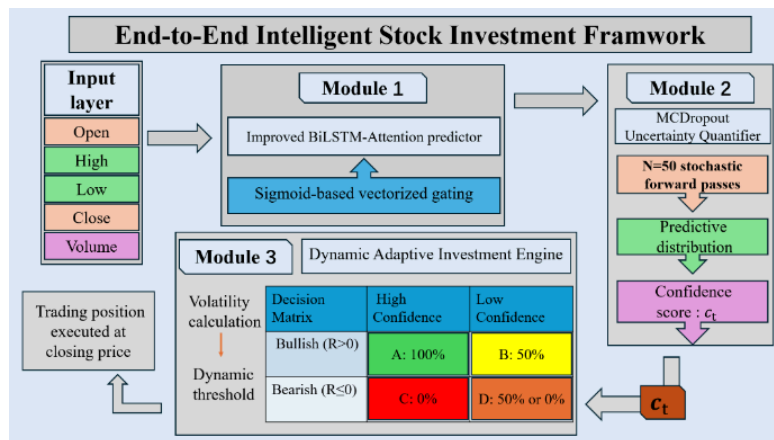 End-to-End Intelligent Stock Investment Framwork
Input
layer
Open
High
Low
Close
Volume
Module 1
Improved BiLSTM-Attention predictor
Sigmoid-based vectorized gating
Module 2
MCDropout
Uncertainty Quantifier
N=50 stochastic
forward passes
Predictive
distribution
Confidence
score : cₜ
cₜ
Module 3
Dynamic Adaptive Investment Engine
Volatility
calculation
Dynamic
threshold
Decision
Matrix
High
Confidence
Low
Confidence
Bullish (R>0)
A: 100%
B: 50%
Bearish (R≤0)
C: 0%
D: 50% or 0%
Trading position
executed at
closing price